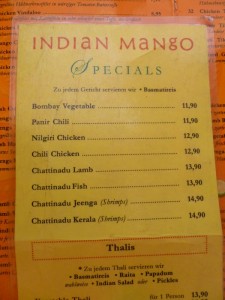 INDIAN MANGO
SPECIALS
Zu jedem Gericht servieren wir • Basmatireis
Bombay Vegetable 11,90
Panir Chili 11,90
Nilgiri Chicken 12,90
Chili Chicken 12,90
Chattinadu Lamb 13,90
Chattinadu Fish 13,90
Chattinadu Jeenga (Shrimps) 14,90
Chattinadu Kerala (Shrimps) 14,90
Thalis
• Zu jedem Thali servieren wir
• Basmatireis • Raita • Papadom
• Indian Salad oder • Pickles
Thali für 1 Person 13,90